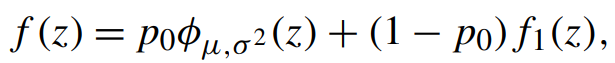 f(z) = p₀ϕ_{μ,σ²}(z) + (1 − p₀) f₁(z),